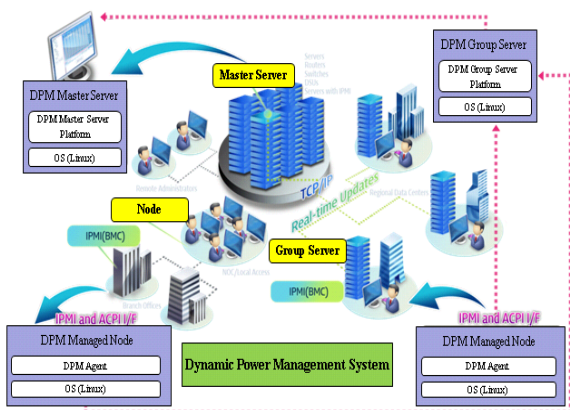 Servers
Routers
Switches
Servers with IPMI
Master Server
DPM Group Server
DPM Group Server
Platform
OS (Linux)
DPM Master Server
DPM Master Server
Platform
OS (Linux)
Remote Administrators
TCP/IP
Real-time Updates
Regional Data Centers
Node
IPMI(BMC)
NOC/Local Access
Group Server
IPMI(BMC)
Branch Offices
IPMI and ACPI I/F
DPM Managed Node
DPM Agent
OS (Linux)
Dynamic Power Management System
IPMI and ACPI I/F
DPM Managed Node
DPM Agent
OS (Linux)